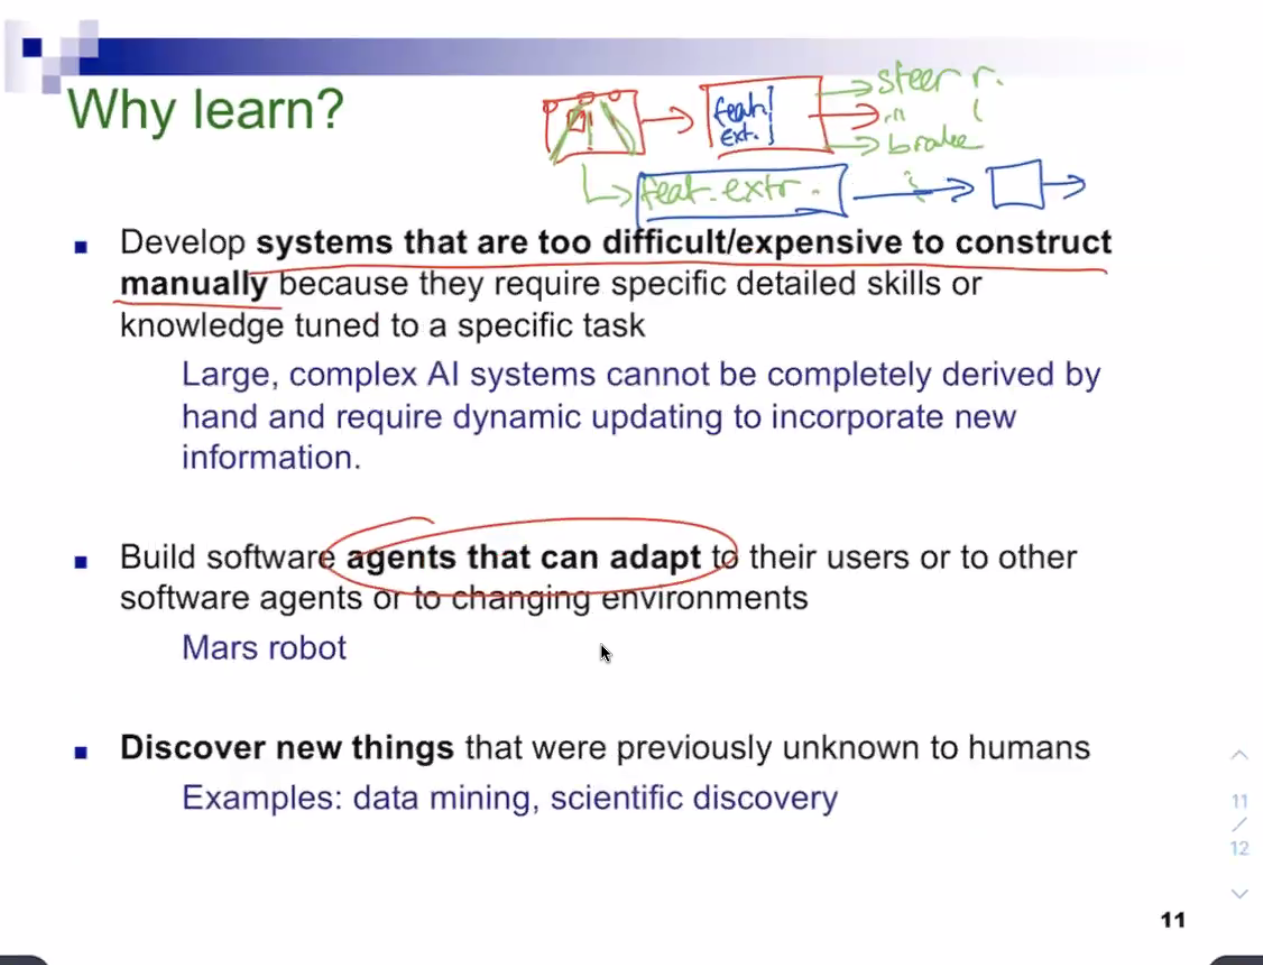 Why learn?
steer r.
feat.
ext.
" l
brake
feat. extr.
Develop systems that are too difficult/expensive to construct
manually because they require specific detailed skills or
knowledge tuned to a specific task
Large, complex AI systems cannot be completely derived by
hand and require dynamic updating to incorporate new
information.
Build software agents that can adapt to their users or to other
software agents or to changing environments
Mars robot
Discover new things that were previously unknown to humans
Examples: data mining, scientific discovery
11
/
12
11